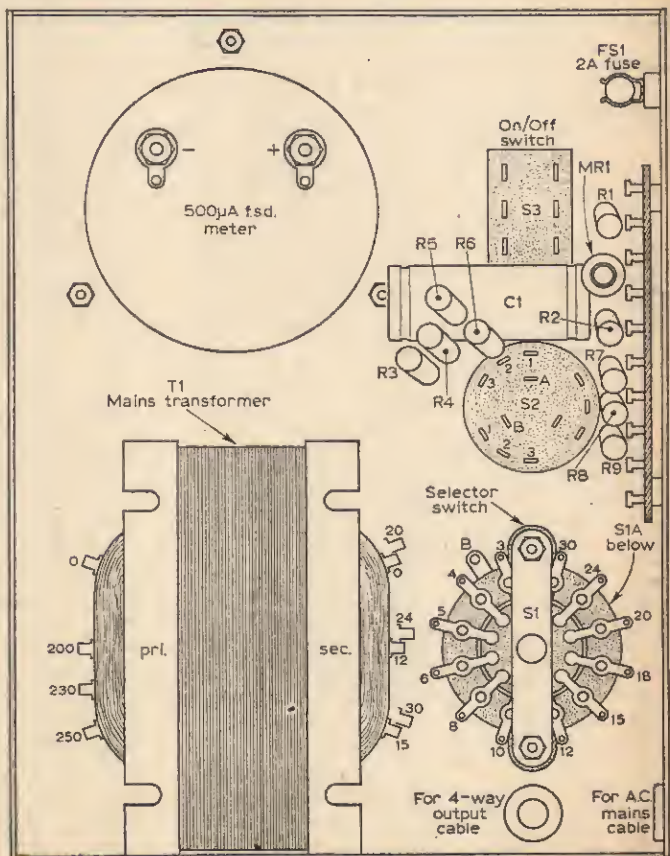 FS1
2A fuse
On/Off
switch
MR1
- +
500μA f.s.d.
meter
S3
R1
R5
R6
C1
R2
R3
R4
R7
1
2
3
A
S2
B
1
2
3
R8
R9
T1
Mains transformer
Selector
switch
S1A
below
0
200
230
250
pri.
sec.
20
0
24
12
30
15
B
3
30
4
24
5
S1
20
6
18
8
15
10
12
For 4-way
output
cable
For A.C.
mains
cable